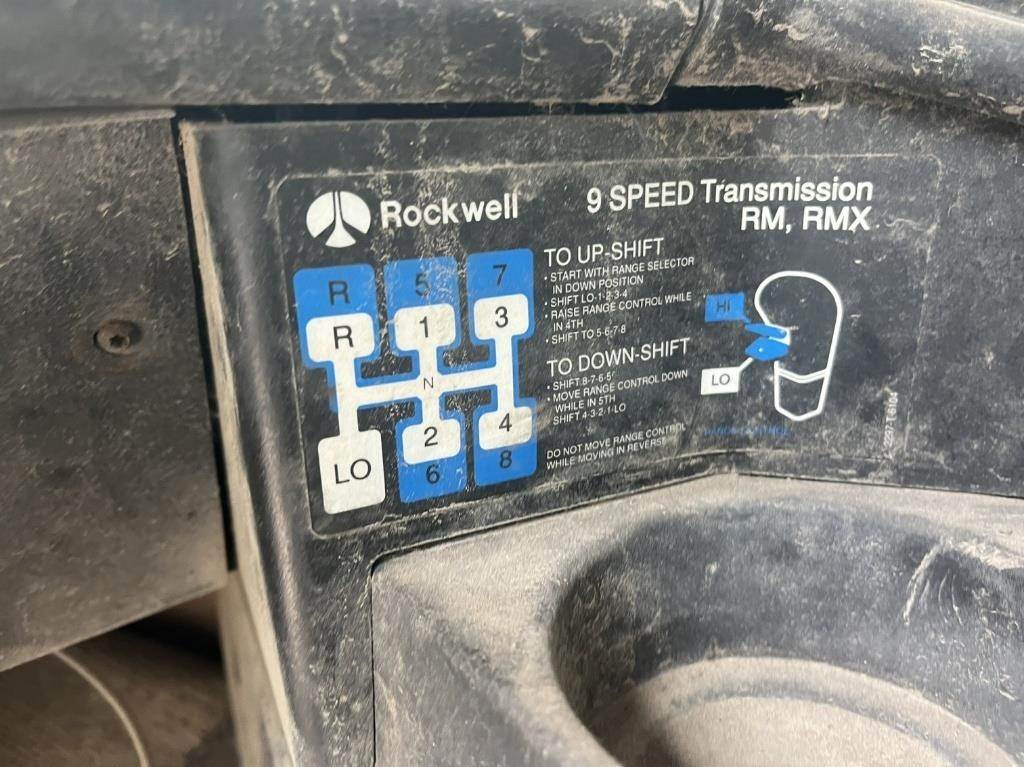 Rockwell
9 SPEED Transmission
RM, RMX
R 5 7
R 1 3
N
LO 2 4
6 8
TO UP-SHIFT
• START WITH RANGE SELECTOR
IN DOWN POSITION
• SHIFT LO-1-2-3-4
• RAISE RANGE CONTROL WHILE
IN 4TH
• SHIFT TO 5-6-7-8
TO DOWN-SHIFT
• SHIFT 8-7-6-5
• MOVE RANGE CONTROL DOWN
WHILE IN 5TH
SHIFT 4-3-2-1-LO
DO NOT MOVE RANGE CONTROL
WHILE MOVING IN REVERSE
HI
LO